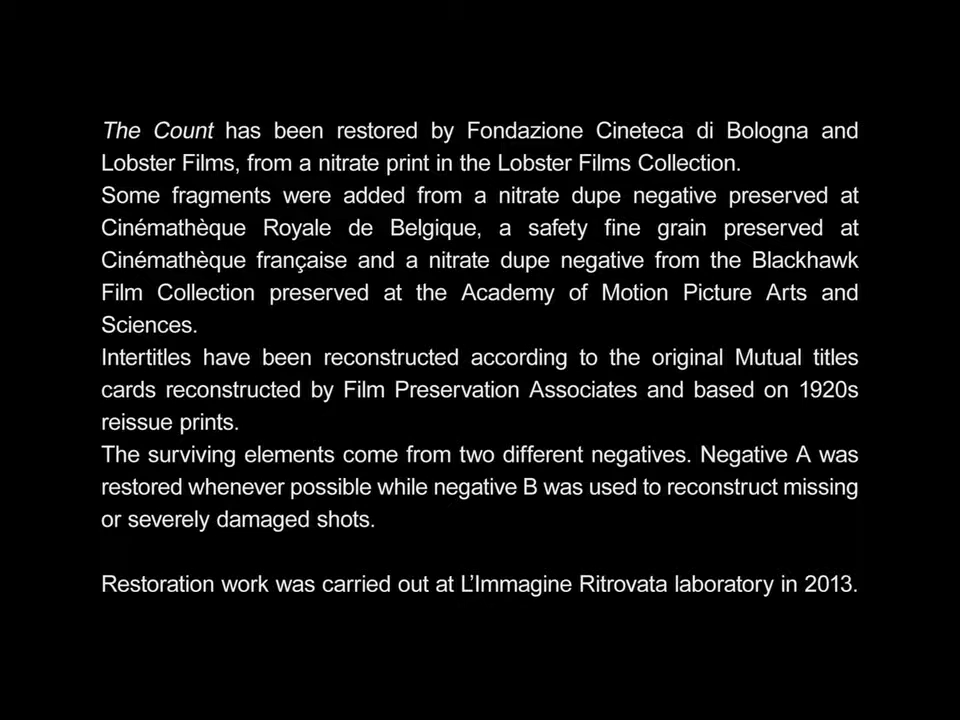 The Count has been restored by Fondazione Cineteca di Bologna and
Lobster Films, from a nitrate print in the Lobster Films Collection.
Some fragments were added from a nitrate dupe negative preserved at
Cinémathèque Royale de Belgique, a safety fine grain preserved at
Cinémathèque française and a nitrate dupe negative from the Blackhawk
Film Collection preserved at the Academy of Motion Picture Arts and
Sciences.
Intertitles have been reconstructed according to the original Mutual titles
cards reconstructed by Film Preservation Associates and based on 1920s
reissue prints.
The surviving elements come from two different negatives. Negative A was
restored whenever possible while negative B was used to reconstruct missing
or severely damaged shots.
Restoration work was carried out at L’Immagine Ritrovata laboratory in 2013.